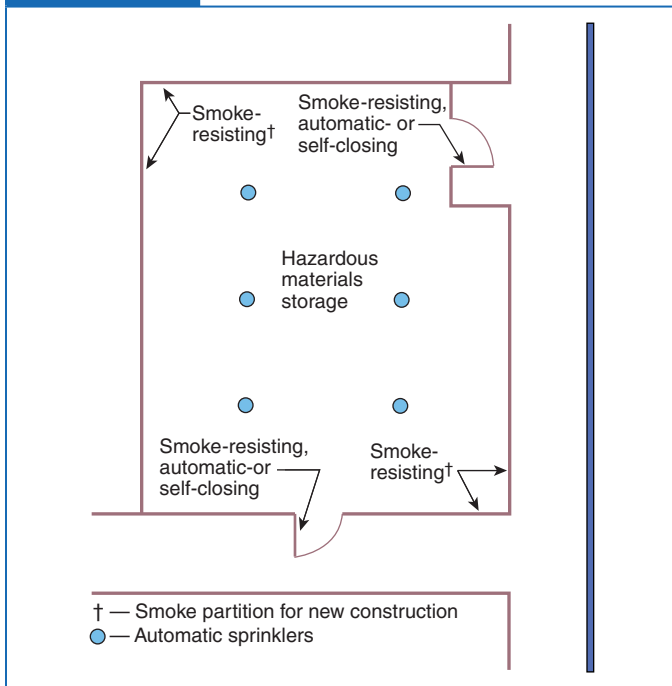 Smoke-
resisting†
Smoke-resisting,
automatic- or
self-closing
Hazardous
materials
storage
Smoke-resisting,
automatic-or
self-closing
Smoke-
resisting†
† — Smoke partition for new construction
— Automatic sprinklers